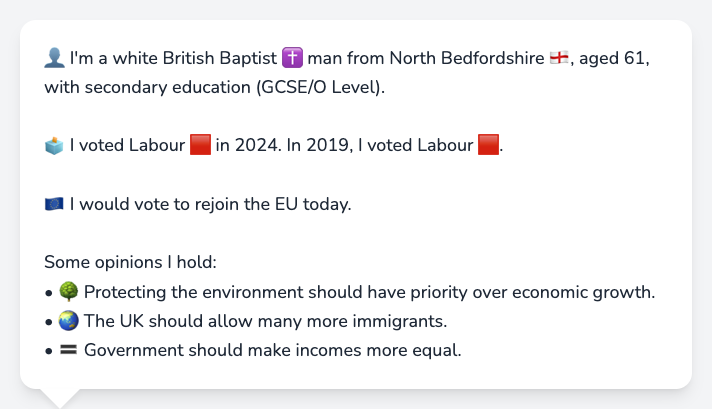 👤 I'm a white British Baptist ✝️ man from North Bedfordshire 🏴󠁧󠁢󠁥󠁮󠁧󠁿, aged 61,
with secondary education (GCSE/O Level).
🗳️ I voted Labour 🟥 in 2024. In 2019, I voted Labour 🟥.
🇪🇺 I would vote to rejoin the EU today.
Some opinions I hold:
• 🌳 Protecting the environment should have priority over economic growth.
• 🌏 The UK should allow many more immigrants.
• 🟰 Government should make incomes more equal.